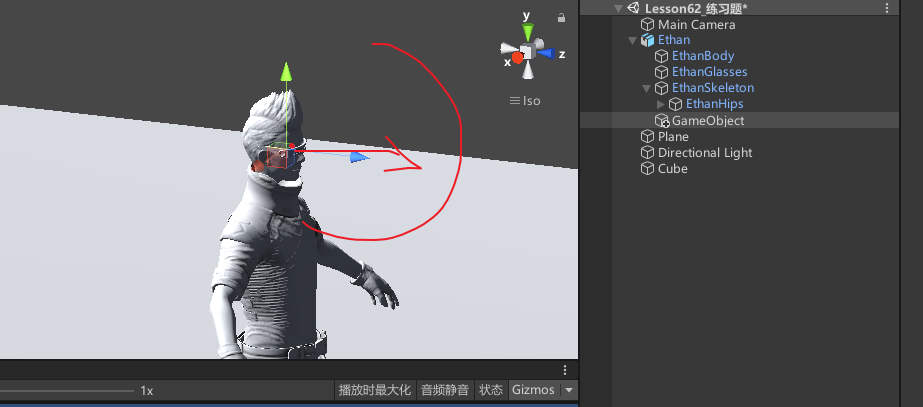 y
x
z
Iso
1x
播放时最大化
音频静音
状态
Gizmos
Lesson62_练习题*
Main Camera
Ethan
EthanBody
EthanGlasses
EthanSkeleton
EthanHips
GameObject
Plane
Directional Light
Cube